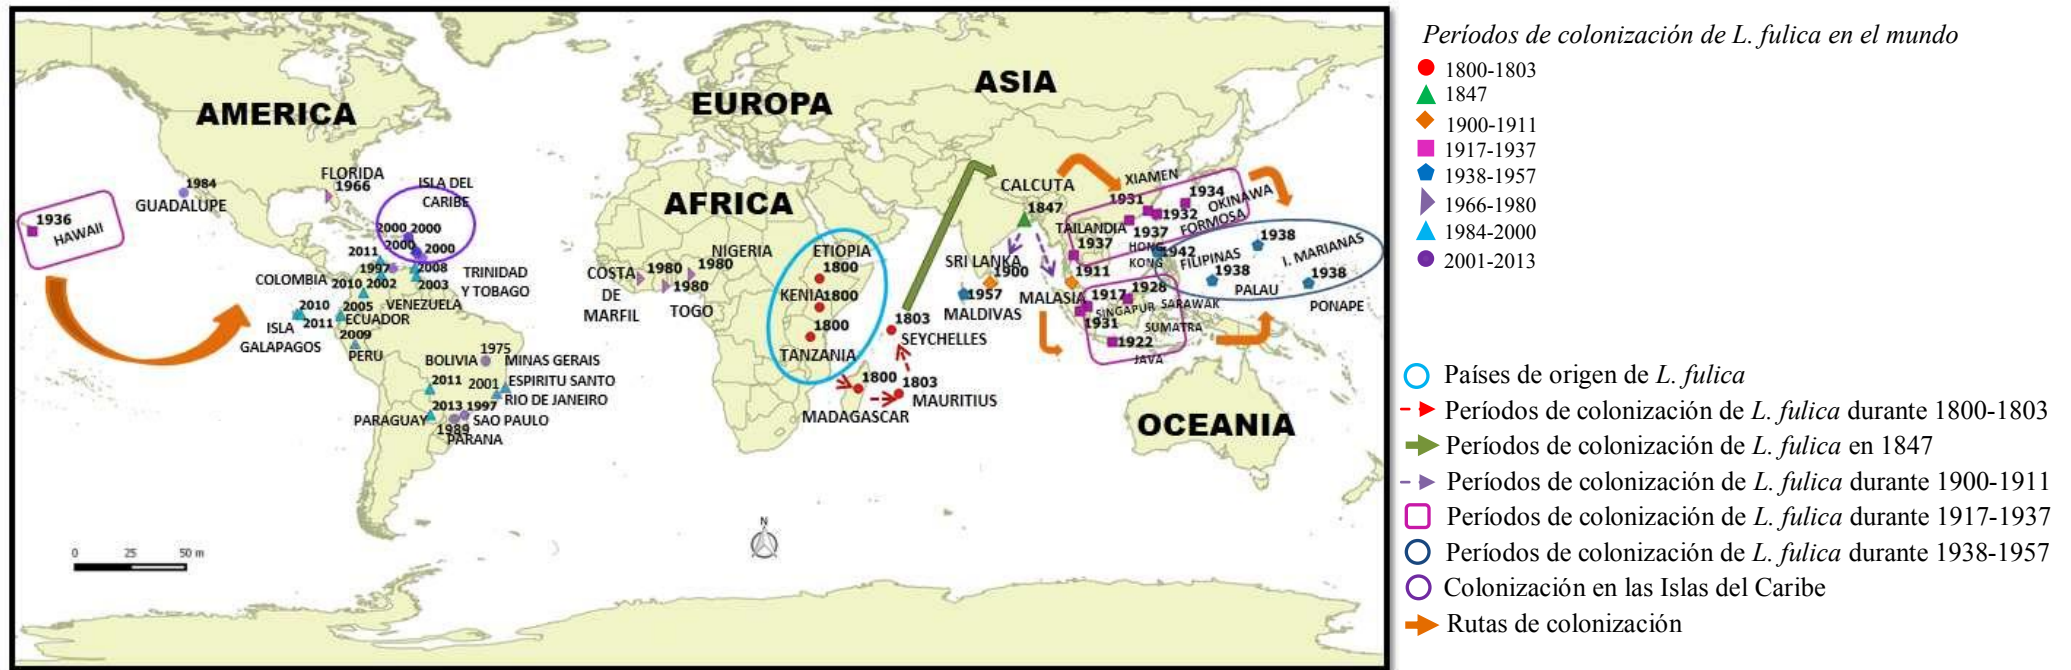 AMERICA
EUROPA
ASIA
AFRICA
OCEANIA
1936
HAWAII
1984
GUADALUPE
FLORIDA
1966
ISLA DEL
CARIBE
2000 2000
2000
2000
2011
1997
2008
COLOMBIA 2010 2002
2003
TRINIDAD
Y TOBAGO
VENEZUELA
2010
2005
ISLA
2011
ECUADOR
GALAPAGOS
2009
PERU
1975
BOLIVIA
MINAS GERAIS
2011
2001
ESPIRITU SANTO
RIO DE JANEIRO
2013
1997
PARAGUAY
SAO PAULO
1989
PARANA
COSTA
DE
MARFIL
1980
1980
1980
NIGERIA
TOGO
ETIOPIA
1800
KENIA
1800
1800
TANZANIA
1800
MADAGASCAR
1803
MAURITIUS
1803
SEYCHELLES
CALCUTA
1847
SRI LANKA
1900
1957
MALDIVAS
1911
MALASIA
XIAMEN
1931
1934
OKINAWA
1932
FORMOSA
TAILANDIA
1937
1937
HONG
KONG
1942
FILIPINAS
1938
I. MARIANAS
1938
PALAU
1938
PONAPE
1917
1928
SINGAPUR
SARAWAK
1931
SUMATRA
1922
JAVA
N
0 25 50 m
Períodos de colonización de L. fulica en el mundo
1800-1803
1847
1900-1911
1917-1937
1938-1957
1966-1980
1984-2000
2001-2013
Países de origen de L. fulica
Períodos de colonización de L. fulica durante 1800-1803
Períodos de colonización de L. fulica en 1847
Períodos de colonización de L. fulica durante 1900-1911
Períodos de colonización de L. fulica durante 1917-1937
Períodos de colonización de L. fulica durante 1938-1957
Colonización en las Islas del Caribe
Rutas de colonización